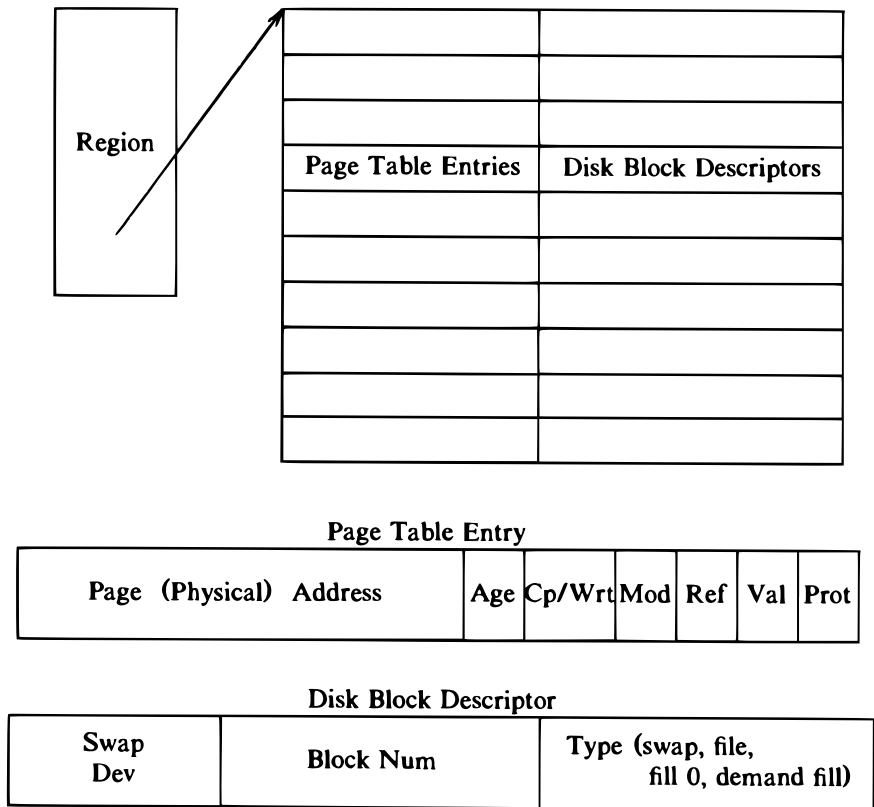 Region
Page Table Entries
Disk Block Descriptors
Page Table Entry
Page (Physical) Address
Age
Cp/Wrt
Mod
Ref
Val
Prot
Disk Block Descriptor
Swap
Dev
Block Num
Type (swap, file,
fill 0, demand fill)